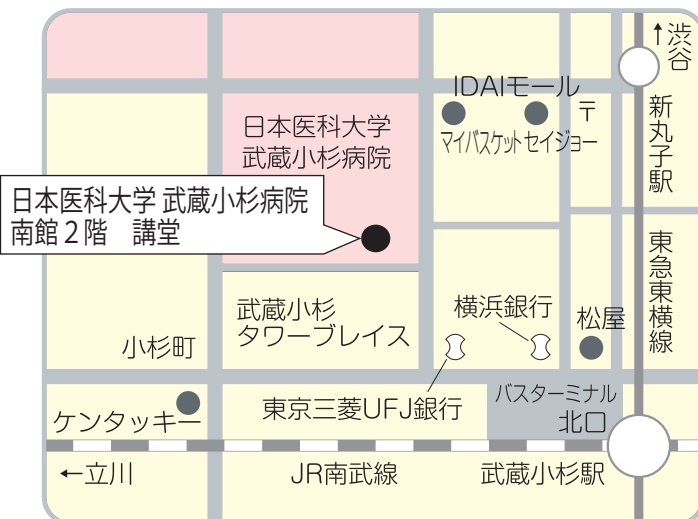 ↑渋谷
IDAIモール
〒
マイバスケット
セイジョー
新丸子駅
日本医科大学
武蔵小杉病院
日本医科大学 武蔵小杉病院
南館2階　講堂
東急東横線
武蔵小杉
タワープレイス
横浜銀行
松屋
小杉町
ケンタッキー
東京三菱UFJ銀行
バスターミナル
北口
←立川
JR南武線
武蔵小杉駅